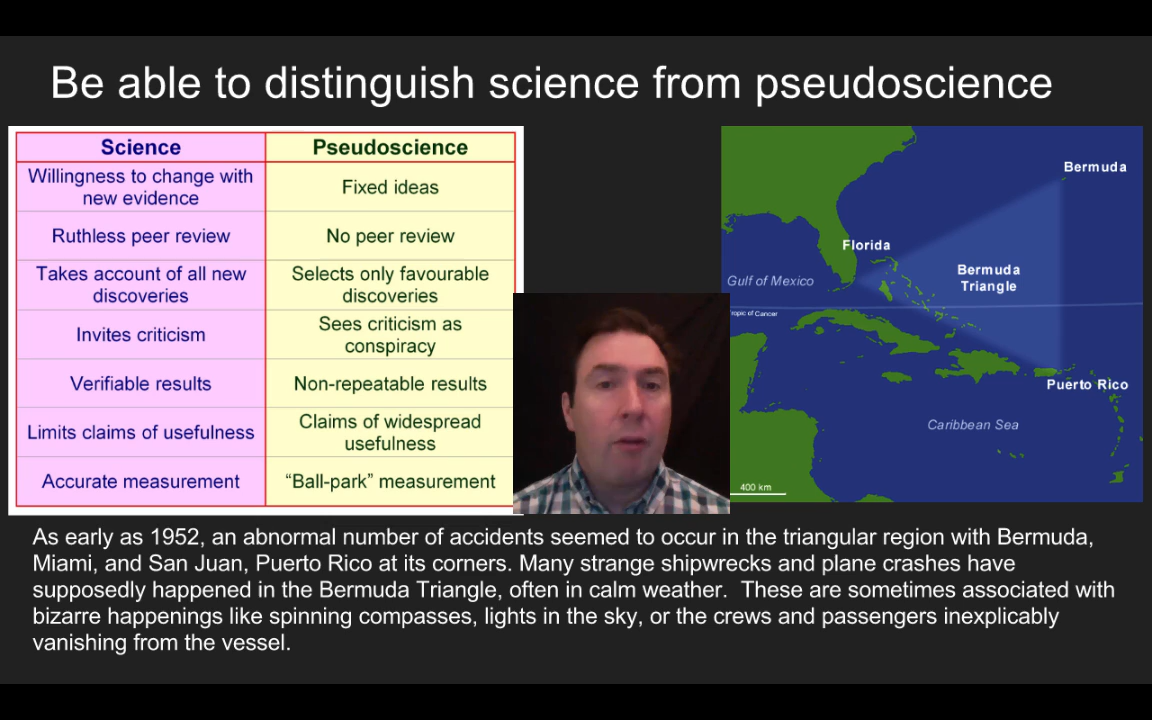 Be able to distinguish science from pseudoscience
Science
Pseudoscience
Willingness to change with
new evidence
Fixed ideas
Ruthless peer review
No peer review
Takes account of all new
discoveries
Selects only favourable
discoveries
Invites criticism
Sees criticism as
conspiracy
Verifiable results
Non-repeatable results
Limits claims of usefulness
Claims of widespread
usefulness
Accurate measurement
“Ball-park” measurement
Bermuda
Florida
Bermuda
Triangle
Gulf of Mexico
ropic of Cancer
Puerto Rico
Caribbean Sea
400 km
As early as 1952, an abnormal number of accidents seemed to occur in the triangular region with Bermuda,
Miami, and San Juan, Puerto Rico at its corners. Many strange shipwrecks and plane crashes have
supposedly happened in the Bermuda Triangle, often in calm weather.  These are sometimes associated with
bizarre happenings like spinning compasses, lights in the sky, or the crews and passengers inexplicably
vanishing from the vessel.